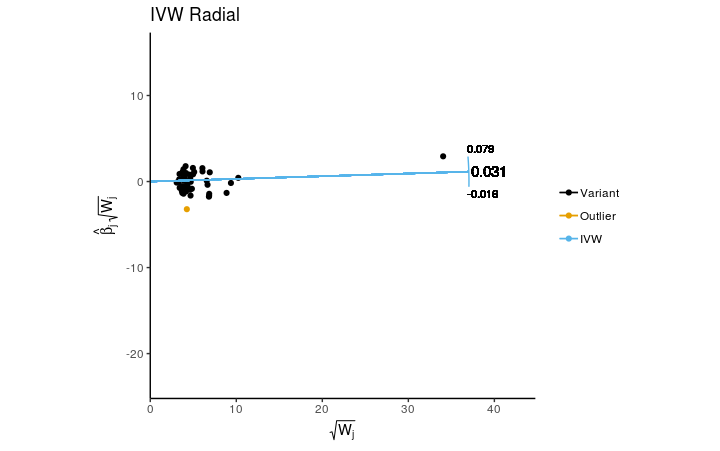 IVW Radial
10
0
-10
-20
β̂j√Wj
0.079
0.031
-0.016
Variant
Outlier
IVW
0 10 20 30 40
√Wj